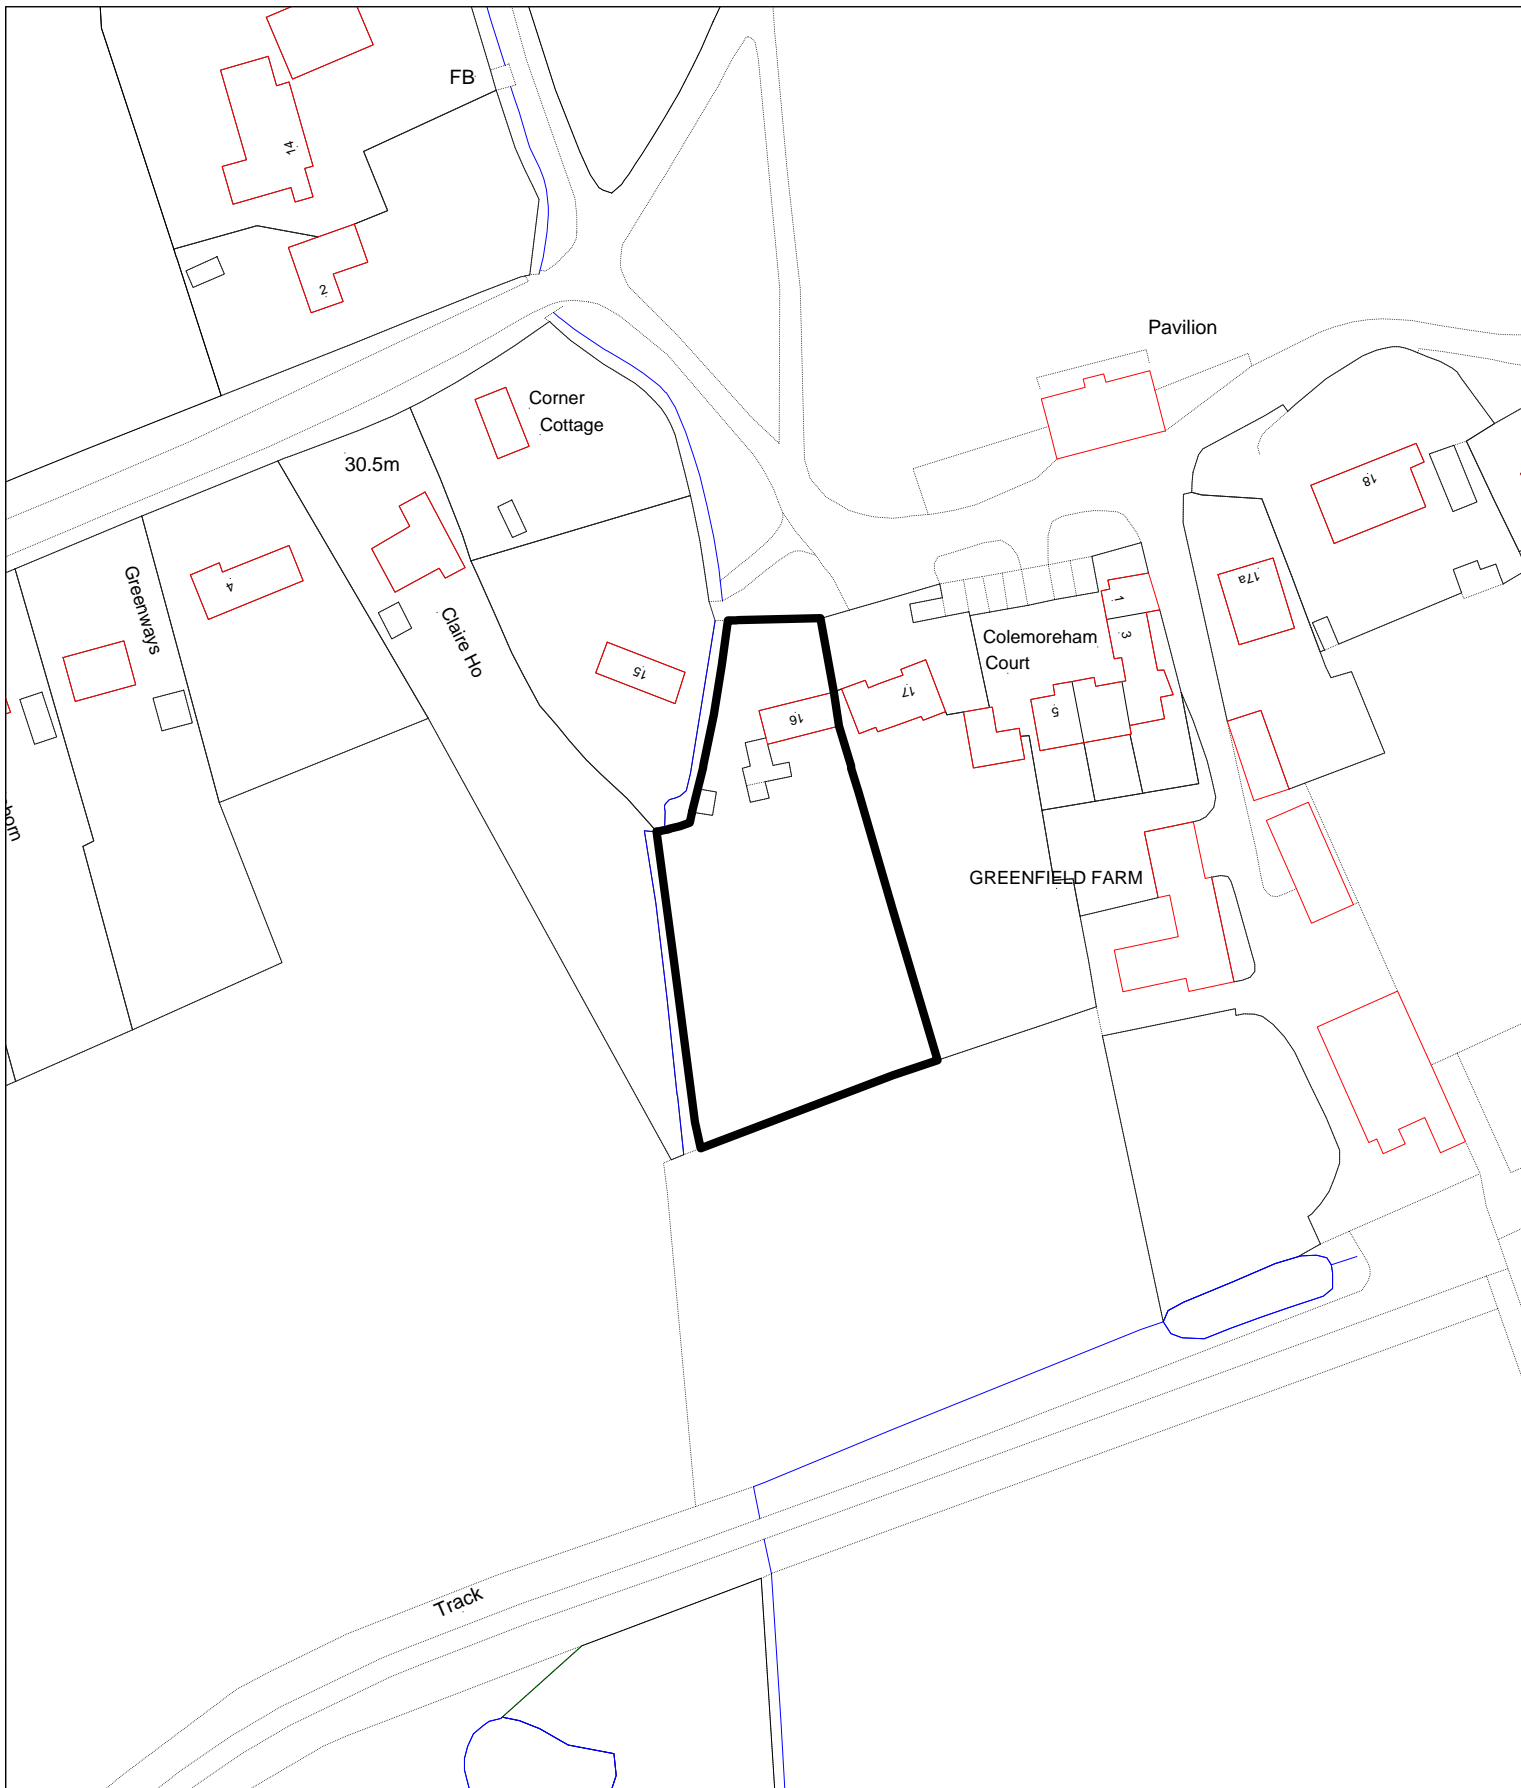 FB
14
2
Pavilion
Corner
Cottage
30.5m
18
Greenways
4
Claire Ho
17a
1
3
Colemoreham
Court
15
17
16
5
horn
GREENFIELD FARM
Track